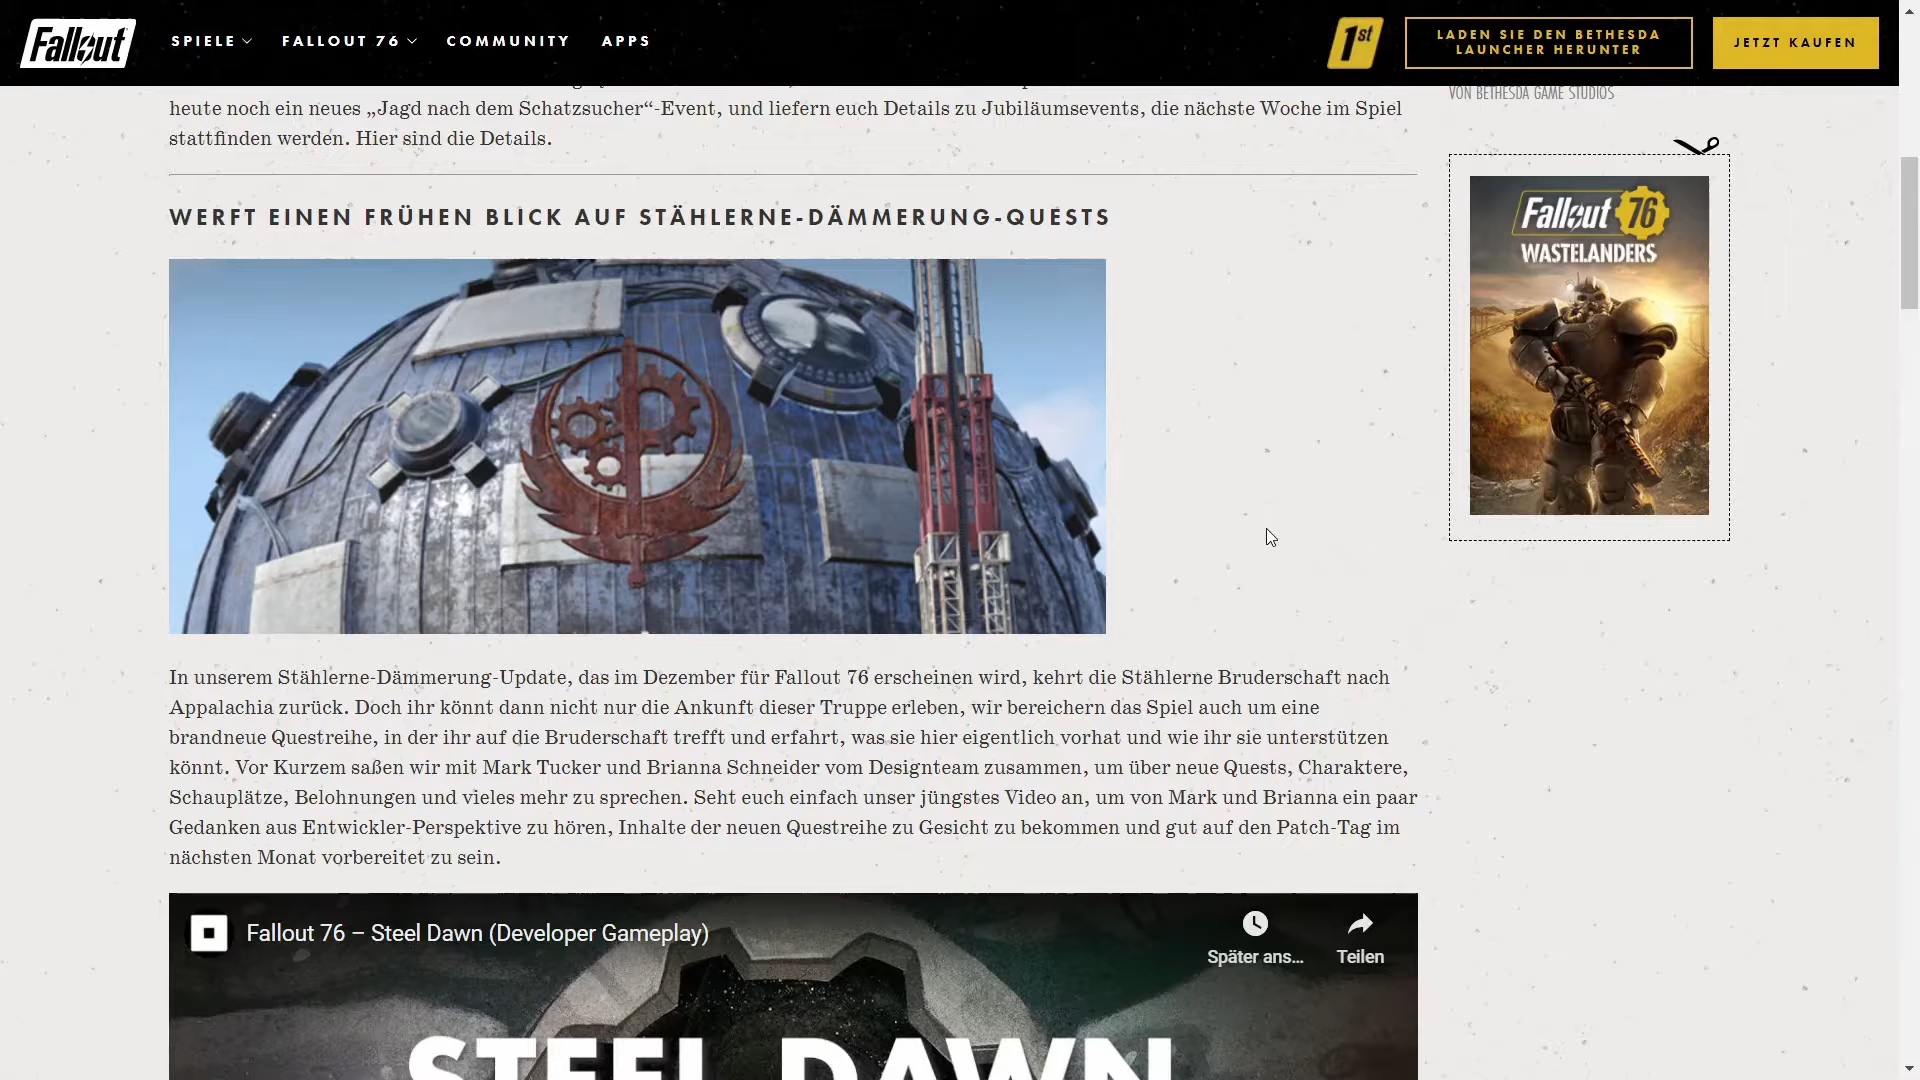 Fallout
SPIELE
FALLOUT 76
COMMUNITY
APPS
1st
LADEN SIE DEN BETHESDA
LAUNCHER HERUNTER
JETZT KAUFEN
heute noch ein neues „Jagd nach dem Schatzsucher“-Event, und liefern euch Details zu Jubiläumsevents, die nächste Woche im Spiel
stattfinden werden. Hier sind die Details.
VON BETHESDA GAME STUDIOS
Fallout 76
WASTELANDERS
WERFT EINEN FRÜHEN BLICK AUF STÄHLERNE-DÄMMERUNG-QUESTS
In unserem Stählerne-Dämmerung-Update, das im Dezember für Fallout 76 erscheinen wird, kehrt die Stählerne Bruderschaft nach
Appalachia zurück. Doch ihr könnt dann nicht nur die Ankunft dieser Truppe erleben, wir bereichern das Spiel auch um eine
brandneue Questreihe, in der ihr auf die Bruderschaft trefft und erfahrt, was sie hier eigentlich vorhat und wie ihr sie unterstützen
könnt. Vor Kurzem saßen wir mit Mark Tucker und Brianna Schneider vom Designteam zusammen, um über neue Quests, Charaktere,
Schauplätze, Belohnungen und vieles mehr zu sprechen. Seht euch einfach unser jüngstes Video an, um von Mark und Brianna ein paar
Gedanken aus Entwickler-Perspektive zu hören, Inhalte der neuen Questreihe zu Gesicht zu bekommen und gut auf den Patch-Tag im
nächsten Monat vorbereitet zu sein.
Fallout 76 – Steel Dawn (Developer Gameplay)
Später ans...
Teilen
STEEL DAWN